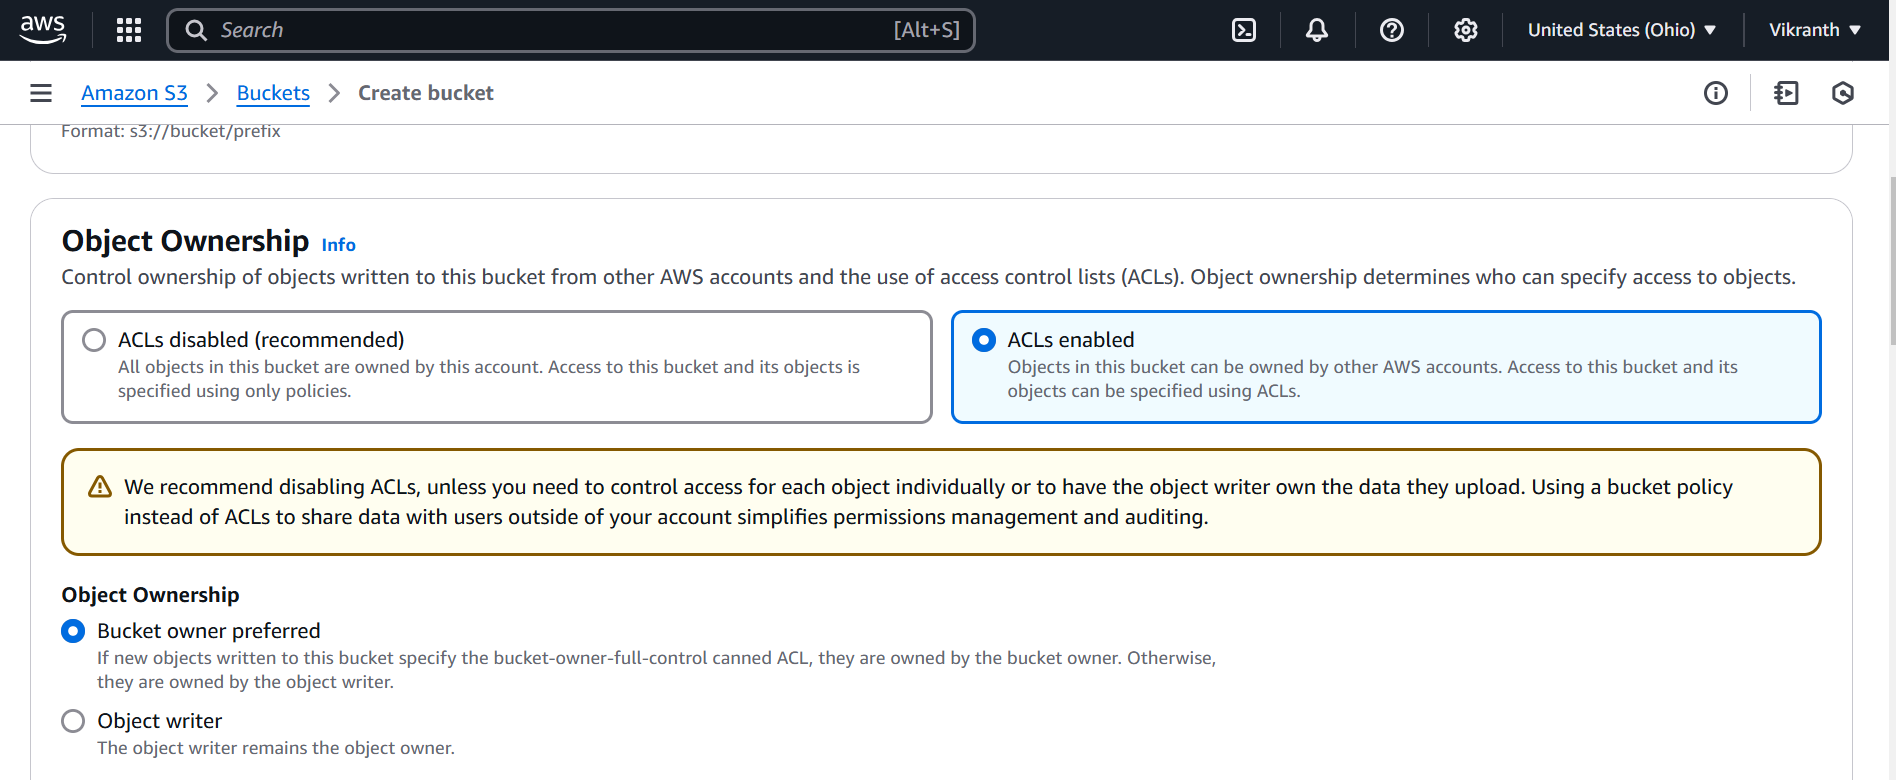 aws
Search [Alt+S]
United States (Ohio)
Vikranth
Amazon S3
Buckets
Create bucket
Format: s3://bucket/prefix
Object Ownership Info
Control ownership of objects written to this bucket from other AWS accounts and the use of access control lists (ACLs). Object ownership determines who can specify access to objects.
ACLs disabled (recommended)
All objects in this bucket are owned by this account. Access to this bucket and its objects is
specified using only policies.
ACLs enabled
Objects in this bucket can be owned by other AWS accounts. Access to this bucket and its
objects can be specified using ACLs.
We recommend disabling ACLs, unless you need to control access for each object individually or to have the object writer own the data they upload. Using a bucket policy
instead of ACLs to share data with users outside of your account simplifies permissions management and auditing.
Object Ownership
Bucket owner preferred
If new objects written to this bucket specify the bucket-owner-full-control canned ACL, they are owned by the bucket owner. Otherwise,
they are owned by the object writer.
Object writer
The object writer remains the object owner.